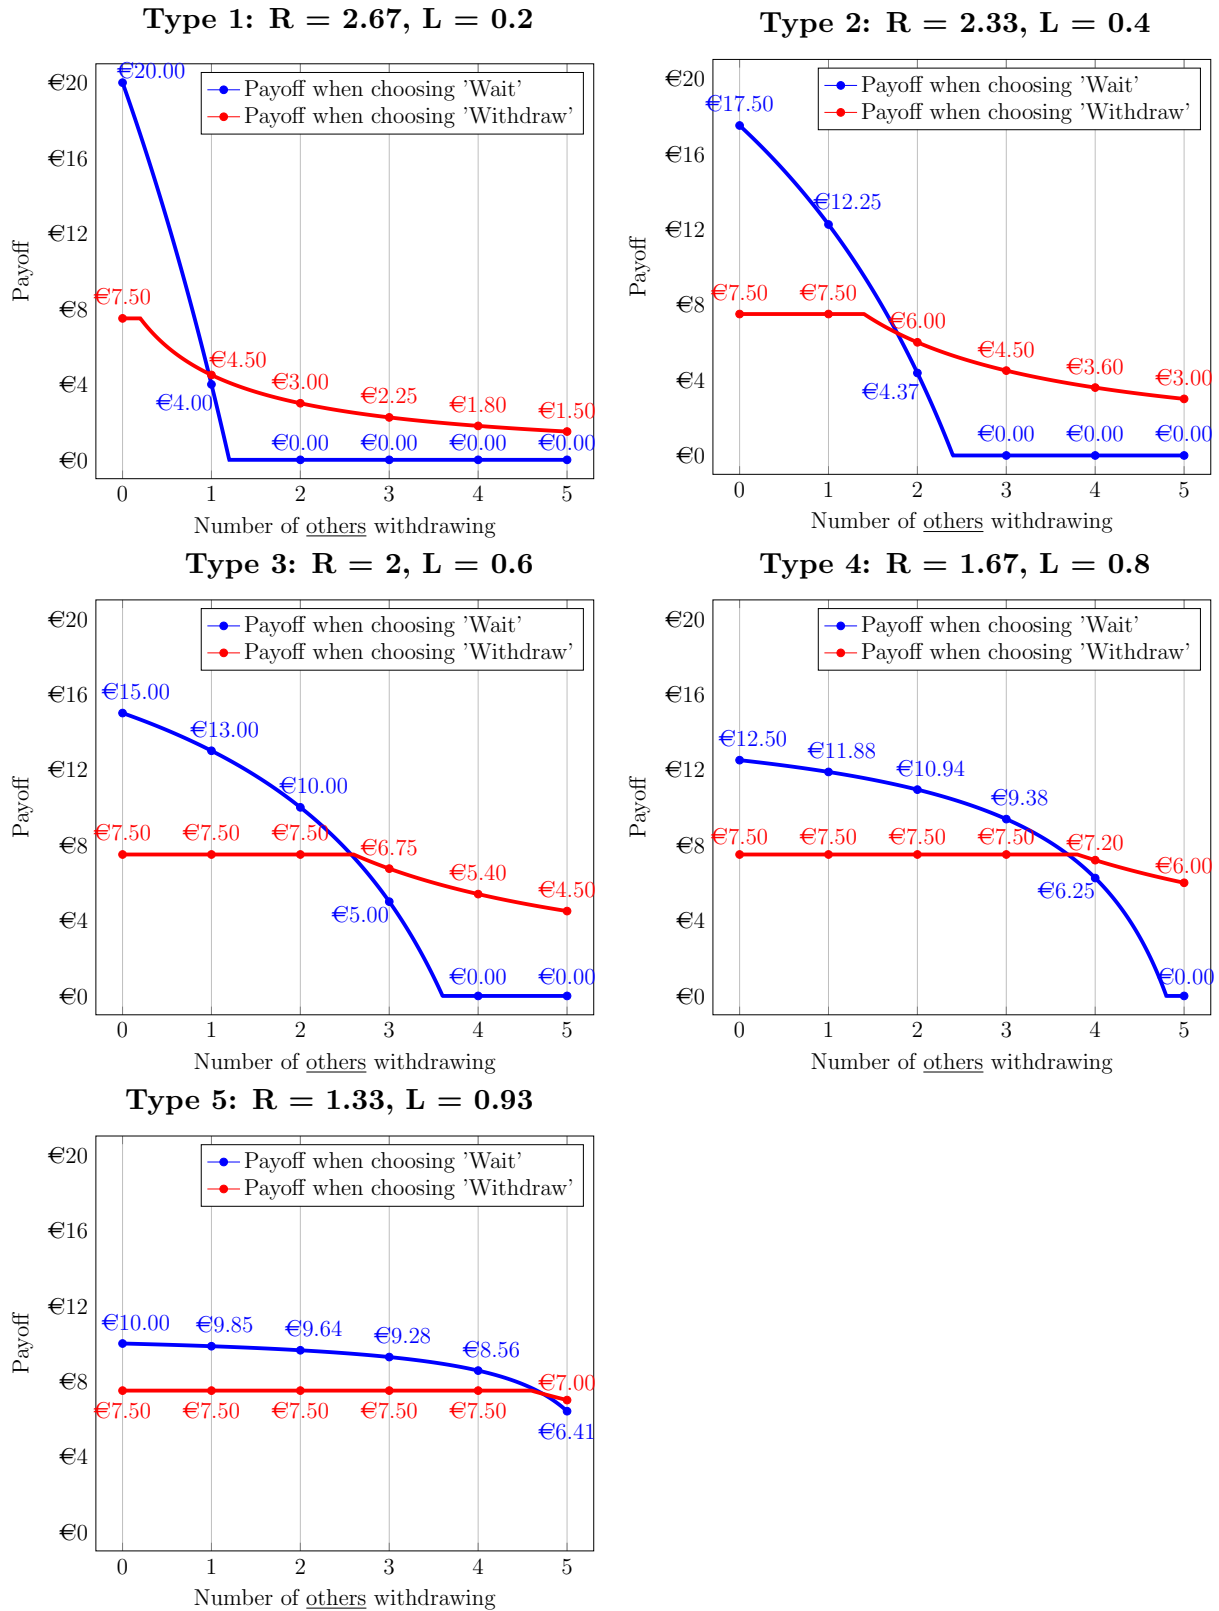 Type 1: R = 2.67, L = 0.2
€20
€16
€12
€8
€4
€0
Payoff
Payoff when choosing 'Wait'
Payoff when choosing 'Withdraw'
€20.00
€7.50
€4.50
€4.00
€3.00
€2.25
€1.80
€1.50
€0.00 €0.00 €0.00 €0.00
0 1 2 3 4 5
Number of others withdrawing
Type 2: R = 2.33, L = 0.4
€20
€16
€12
€8
€4
€0
Payoff
Payoff when choosing 'Wait'
Payoff when choosing 'Withdraw'
€17.50
€12.25
€7.50 €7.50
€6.00
€4.37
€4.50
€3.60
€3.00
€0.00 €0.00 €0.00
0 1 2 3 4 5
Number of others withdrawing
Type 3: R = 2, L = 0.6
€20
€16
€12
€8
€4
€0
Payoff
Payoff when choosing 'Wait'
Payoff when choosing 'Withdraw'
€15.00
€13.00
€10.00
€7.50 €7.50 €7.50
€6.75
€5.00
€5.40
€4.50
€0.00 €0.00
0 1 2 3 4 5
Number of others withdrawing
Type 4: R = 1.67, L = 0.8
€20
€16
€12
€8
€4
€0
Payoff
Payoff when choosing 'Wait'
Payoff when choosing 'Withdraw'
€12.50
€11.88
€10.94
€9.38
€7.50 €7.50 €7.50 €7.50
€7.20
€6.25
€6.00
€0.00
0 1 2 3 4 5
Number of others withdrawing
Type 5: R = 1.33, L = 0.93
€20
€16
€12
€8
€4
€0
Payoff
Payoff when choosing 'Wait'
Payoff when choosing 'Withdraw'
€10.00 €9.85 €9.64 €9.28
€8.56
€7.00
€7.50 €7.50 €7.50 €7.50 €7.50
€6.41
0 1 2 3 4 5
Number of others withdrawing